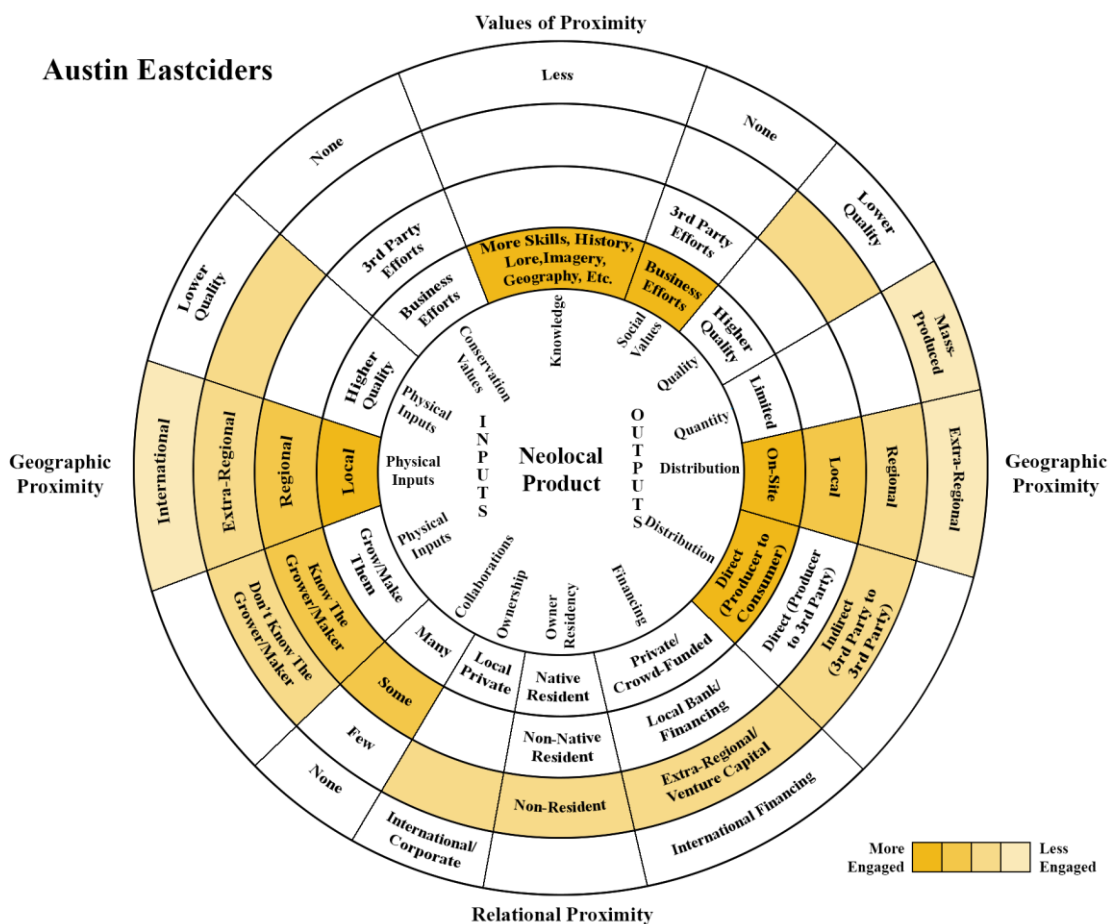 Values of Proximity
Austin Eastciders
Less
None
None
Lower
Quality
Lower
Quality
3rd Party
Efforts
3rd Party
Efforts
More Skills, History,
Lore,Imagery,
Geography, Etc.
Business
Efforts
Business
Efforts
Higher
Quality
Higher
Quality
Mass-
Produced
Limited
Knowledge
Social
Values
Conservation
Values
Quality
Quantity
Physical
Inputs
Physical
Inputs
Physical
Inputs
INPUTS
Neolocal
Product
OUTPUTS
Distribution
Distribution
Geographic
Proximity
International
Extra-Regional
Regional
Local
On-Site
Local
Regional
Extra-Regional
Geographic
Proximity
Collaborations
Ownership
Owner
Residency
Financing
Grow/Make
Them
Know The
Grower/Maker
Don't Know The
Grower/Maker
Direct
(Producer to
Consumer)
Direct (Producer
to 3rd Party)
Indirect
(3rd Party to
3rd Party)
Many
Some
Few
None
Local
Private
International/
Corporate
Native
Resident
Non-Native
Resident
Non-Resident
Private/
Crowd-Funded
Local Bank/
Financing
Extra-Regional/
Venture Capital
International Financing
More
Engaged
Less
Engaged
Relational Proximity